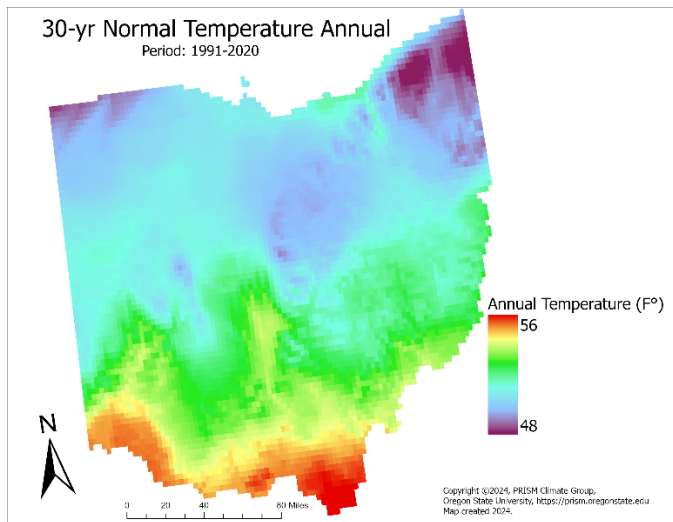 30-yr Normal Temperature Annual
Period: 1991-2020
Annual Temperature (F°)
56
48
N
0 20 40 80 Miles
Copyright ©2024, PRISM Climate Group,
Oregon State University, https://prism.oregonstate.edu
Map created 2024.